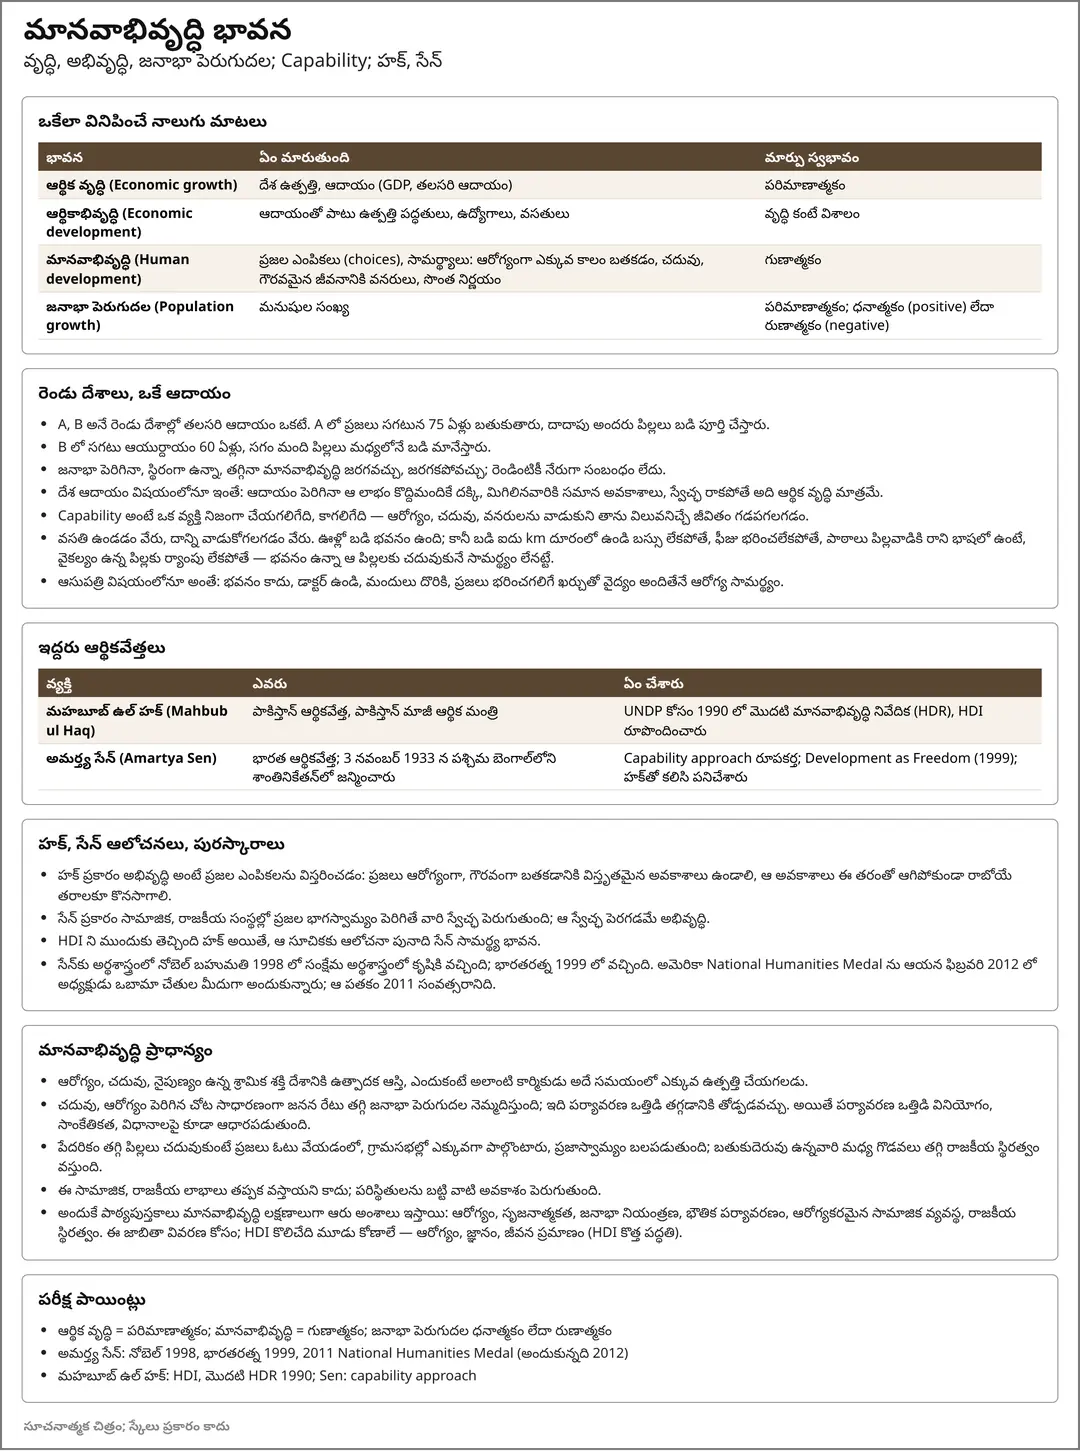 మానవాభివృద్ధి భావన
వృద్ధి, అభివృద్ధి, జనాభా పెరుగుదల; Capability; హక్, సేన్
ఒకేలా వినిపించే నాలుగు మాటలు
భావన ఏం మారుతుంది మార్పు స్వభావం
ఆర్థిక వృద్ధి (Economic growth) దేశ ఉత్పత్తి, ఆదాయం (GDP, తలసరి ఆదాయం) పరిమాణాత్మకం
ఆర్థికాభివృద్ధి (Economic development) ఆదాయంతో పాటు ఉత్పత్తి పద్ధతులు, ఉద్యోగాలు, వసతులు వృద్ధి కంటే విశాలం
మానవాభివృద్ధి (Human development) ప్రజల ఎంపికలు (choices), సామర్థ్యాలు: ఆరోగ్యంగా ఎక్కువ కాలం బతకడం, చదువు, గౌరవమైన జీవనానికి వనరులు, సొంత నిర్ణయం గుణాత్మకం
జనాభా పెరుగుదల (Population growth) మనుషుల సంఖ్య పరిమాణాత్మకం; ధనాత్మకం (positive) లేదా రుణాత్మకం (negative)
రెండు దేశాలు, ఒకే ఆదాయం
• A, B అనే రెండు దేశాల్లో తలసరి ఆదాయం ఒకటే. A లో ప్రజలు సగటున 75 ఏళ్లు బతుకుతారు, దాదాపు అందరు పిల్లలు బడి పూర్తి చేస్తారు.
• B లో సగటు ఆయుర్దాయం 60 ఏళ్లు, సగం మంది పిల్లలు మధ్యలోనే బడి మానేస్తారు.
• జనాభా పెరిగినా, స్థిరంగా ఉన్నా, తగ్గినా మానవాభివృద్ధి జరగవచ్చు, జరగకపోవచ్చు; రెండింటికీ నేరుగా సంబంధం లేదు.
• దేశ ఆదాయం విషయంలోనూ ఇంతే: ఆదాయం పెరిగినా ఆ లాభం కొద్దిమందికే దక్కి, మిగిలినవారికి సమాన అవకాశాలు, స్వేచ్ఛ రాకపోతే అది ఆర్థిక వృద్ధి మాత్రమే.
• Capability అంటే ఒక వ్యక్తి నిజంగా చేయగలిగేది, కాగలిగేది — ఆరోగ్యం, చదువు, వనరులను వాడుకుని తాను విలువనిచ్చే జీవితం గడపగలగడం.
• వసతి ఉండడం వేరు, దాన్ని వాడుకోగలగడం వేరు. ఊళ్లో బడి భవనం ఉంది; కానీ బడి ఐదు km దూరంలో ఉండి బస్సు లేకపోతే, ఫీజు భరించలేకపోతే, పాఠాలు పిల్లవాడికి రాని భాషలో ఉంటే,
వైకల్యం ఉన్న పిల్లకు ర్యాంపు లేకపోతే — భవనం ఉన్నా ఆ పిల్లలకు చదువుకునే సామర్థ్యం లేనట్టే.
• ఆసుపత్రి విషయంలోనూ అంతే: భవనం కాదు, డాక్టర్ ఉండి, మందులు దొరికి, ప్రజలు భరించగలిగే ఖర్చుతో వైద్యం అందితేనే ఆరోగ్య సామర్థ్యం.
ఇద్దరు ఆర్థికవేత్తలు
వ్యక్తి ఎవరు ఏం చేశారు
మహబూబ్ ఉల్ హక్ (Mahbub ul Haq) పాకిస్తాన్ ఆర్థికవేత్త, పాకిస్తాన్ మాజీ ఆర్థిక మంత్రి UNDP కోసం 1990 లో మొదటి మానవాభివృద్ధి నివేదిక (HDR), HDI రూపొందించారు
అమర్త్య సేన్ (Amartya Sen) భారత ఆర్థికవేత్త; 3 నవంబర్ 1933 న పశ్చిమ బెంగాల్‌లోని శాంతినికేతన్‌లో జన్మించారు Capability approach రూపకర్త; Development as Freedom (1999); హక్‌తో కలిసి పనిచేశారు
హక్, సేన్ ఆలోచనలు, పురస్కారాలు
• హక్ ప్రకారం అభివృద్ధి అంటే ప్రజల ఎంపికలను విస్తరించడం: ప్రజలు ఆరోగ్యంగా, గౌరవంగా బతకడానికి విస్తృతమైన అవకాశాలు ఉండాలి, ఆ అవకాశాలు ఈ తరంతో ఆగిపోకుండా రాబోయే
తరాలకూ కొనసాగాలి.
• సేన్ ప్రకారం సామాజిక, రాజకీయ సంస్థల్లో ప్రజల భాగస్వామ్యం పెరిగితే వారి స్వేచ్ఛ పెరుగుతుంది; ఆ స్వేచ్ఛ పెరగడమే అభివృద్ధి.
• HDI ని ముందుకు తెచ్చింది హక్ అయితే, ఆ సూచికకు ఆలోచనా పునాది సేన్ సామర్థ్య భావన.
• సేన్‌కు అర్థశాస్త్రంలో నోబెల్ బహుమతి 1998 లో సంక్షేమ అర్థశాస్త్రంలో కృషికి వచ్చింది; భారతరత్న 1999 లో వచ్చింది. అమెరికా National Humanities Medal ను ఆయన ఫిబ్రవరి 2012 లో
అధ్యక్షుడు ఒబామా చేతుల మీదుగా అందుకున్నారు; ఆ పతకం 2011 సంవత్సరానిది.
మానవాభివృద్ధి ప్రాధాన్యం
• ఆరోగ్యం, చదువు, నైపుణ్యం ఉన్న శ్రామిక శక్తి దేశానికి ఉత్పాదక ఆస్తి, ఎందుకంటే అలాంటి కార్మికుడు అదే సమయంలో ఎక్కువ ఉత్పత్తి చేయగలడు.
• చదువు, ఆరోగ్యం పెరిగిన చోట సాధారణంగా జనన రేటు తగ్గి జనాభా పెరుగుదల నెమ్మదిస్తుంది; ఇది పర్యావరణ ఒత్తిడి తగ్గడానికి తోడ్పడవచ్చు. అయితే పర్యావరణ ఒత్తిడి వినియోగం,
సాంకేతికత, విధానాలపై కూడా ఆధారపడుతుంది.
• పేదరికం తగ్గి పిల్లలు చదువుకుంటే ప్రజలు ఓటు వేయడంలో, గ్రామసభల్లో ఎక్కువగా పాల్గొంటారు, ప్రజాస్వామ్యం బలపడుతుంది; బతుకుదెరువు ఉన్నవారి మధ్య గొడవలు తగ్గి రాజకీయ స్థిరత్వం
వస్తుంది.
• ఈ సామాజిక, రాజకీయ లాభాలు తప్పక వస్తాయని కాదు; పరిస్థితులను బట్టి వాటి అవకాశం పెరుగుతుంది.
• అందుకే పాఠ్యపుస్తకాలు మానవాభివృద్ధి లక్షణాలుగా ఆరు అంశాలు ఇస్తాయి: ఆరోగ్యం, సృజనాత్మకత, జనాభా నియంత్రణ, భౌతిక పర్యావరణం, ఆరోగ్యకరమైన సామాజిక వ్యవస్థ, రాజకీయ
స్థిరత్వం. ఈ జాబితా వివరణ కోసం; HDI కొలిచేది మూడు కోణాలే — ఆరోగ్యం, జ్ఞానం, జీవన ప్రమాణం (HDI కొత్త పద్ధతి).
పరీక్ష పాయింట్లు
• ఆర్థిక వృద్ధి = పరిమాణాత్మకం; మానవాభివృద్ధి = గుణాత్మకం; జనాభా పెరుగుదల ధనాత్మకం లేదా రుణాత్మకం
• అమర్త్య సేన్: నోబెల్ 1998, భారతరత్న 1999, 2011 National Humanities Medal (అందుకున్నది 2012)
• మహబూబ్ ఉల్ హక్: HDI, మొదటి HDR 1990; Sen: capability approach
సూచనాత్మక చిత్రం; స్కేలు ప్రకారం కాదు